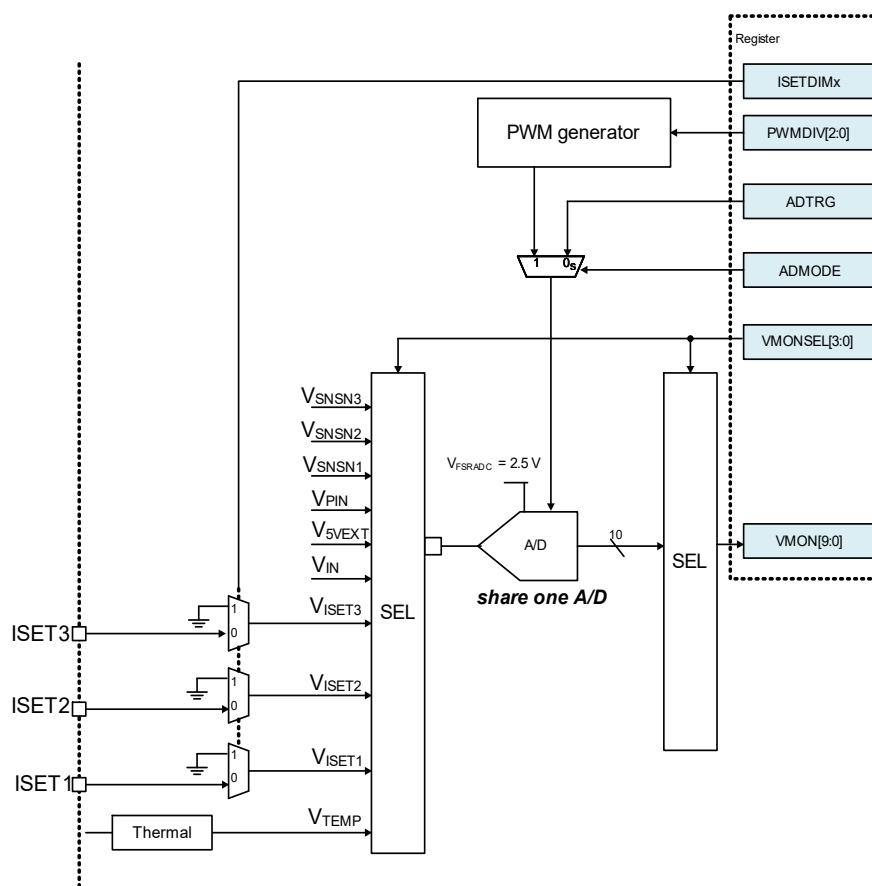 Register
ISETDIMx
PWM generator
PWMDIV[2:0]
ADTRG
1
0s
ADMODE
VMONSEL[3:0]
VSNSN3
VSNSN2
VSNSN1
VFSRADC = 2.5 V
VPIN
V5VEXT
A/D
10
VMON[9:0]
VIN
SEL
share one A/D
SEL
1
VISET3
0
ISET3
1
VISET2
0
ISET2
1
VISET1
0
ISET1
VTEMP
Thermal